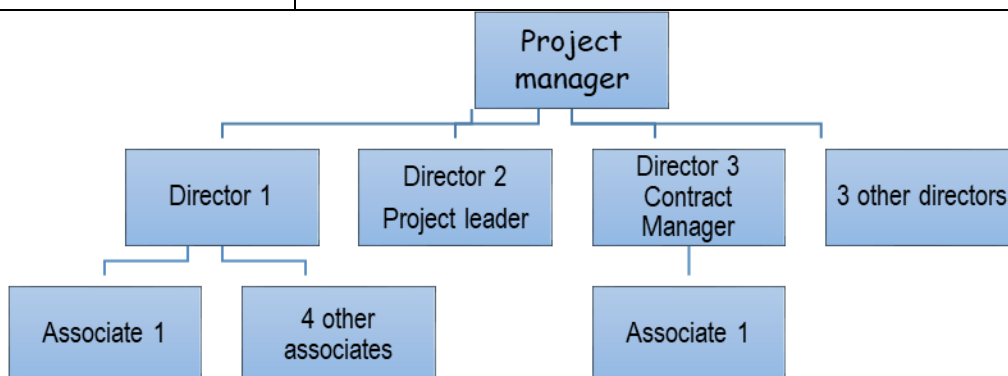 Project
manager
Director 1
Director 2
Project leader
Director 3
Contract
Manager
3 other directors
Associate 1
4 other
associates
Associate 1